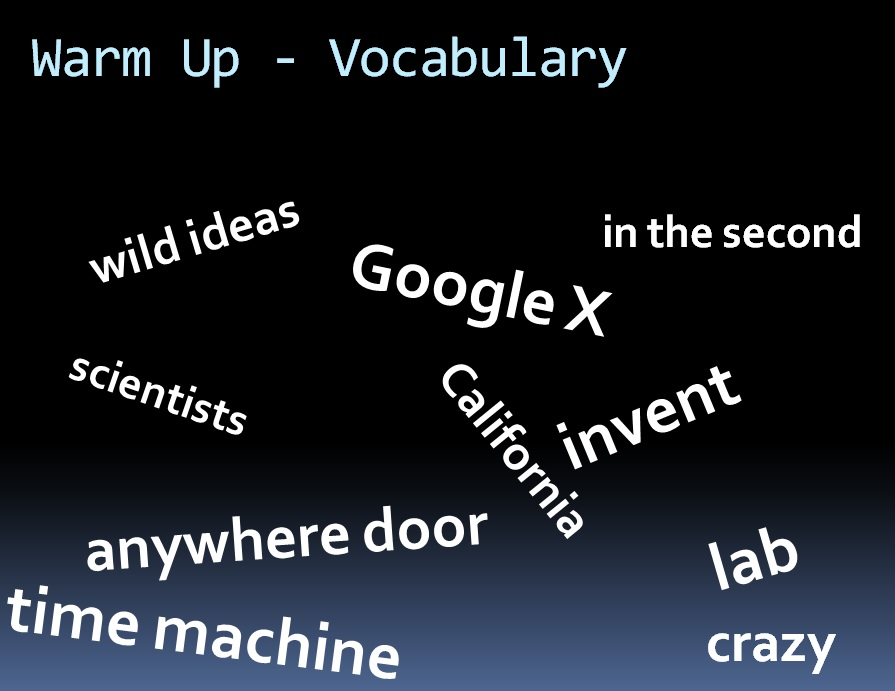 Warm Up - Vocabulary
wild ideas
in the second
Google X
scientists
California
invent
anywhere door
lab
time machine
crazy